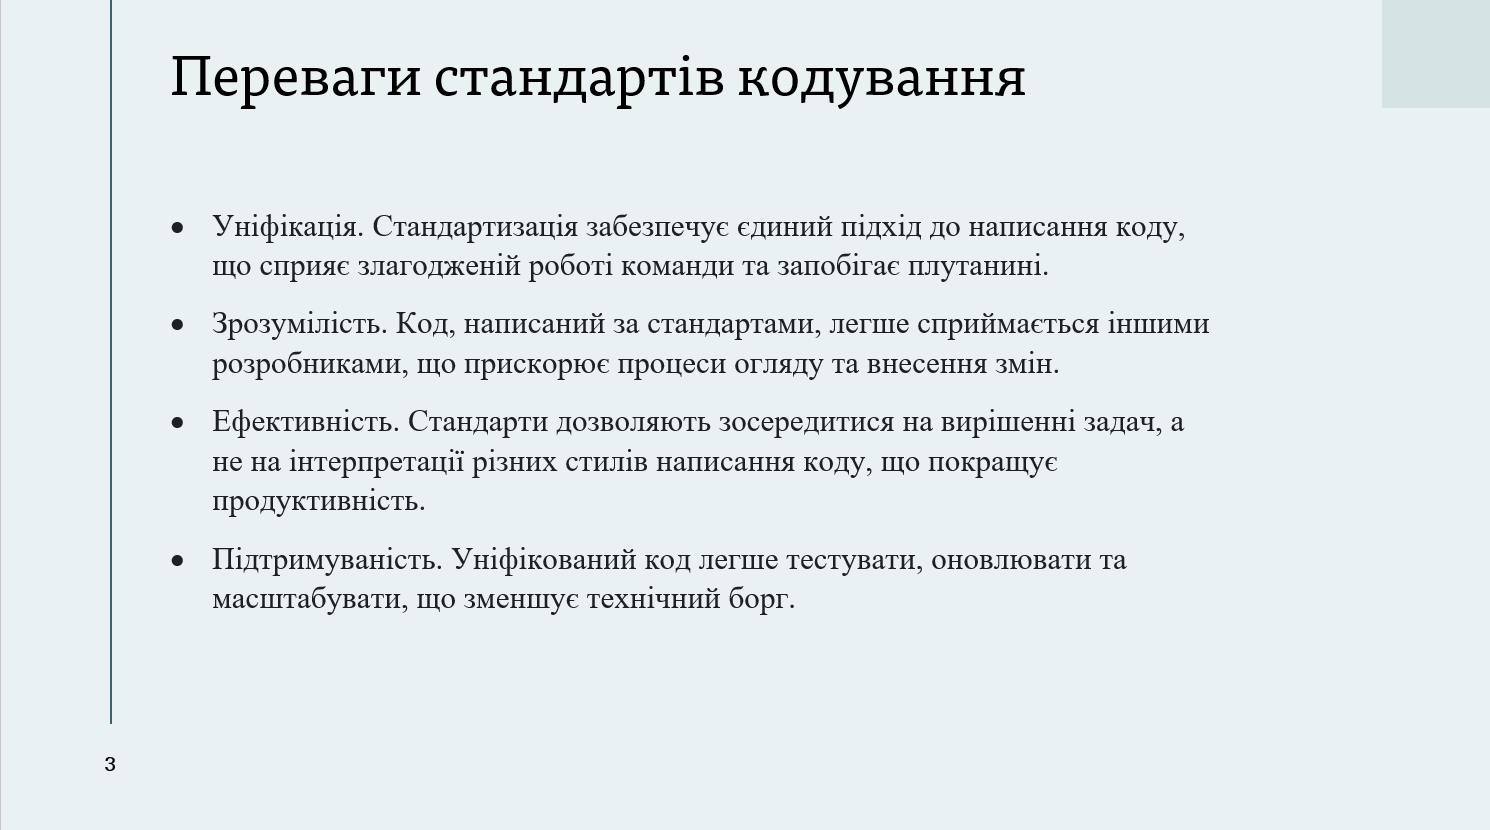 Переваги стандартів кодування
• Уніфікація. Стандартизація забезпечує єдиний підхід до написання коду,
що сприяє злагодженій роботі команди та запобігає плутанині.
• Зрозумілість. Код, написаний за стандартами, легше сприймається іншими
розробниками, що прискорює процеси огляду та внесення змін.
• Ефективність. Стандарти дозволяють зосередитися на вирішенні задач, а
не на інтерпретації різних стилів написання коду, що покращує
продуктивність.
• Підтримуваність. Уніфікований код легше тестувати, оновлювати та
масштабувати, що зменшує технічний борг.
3